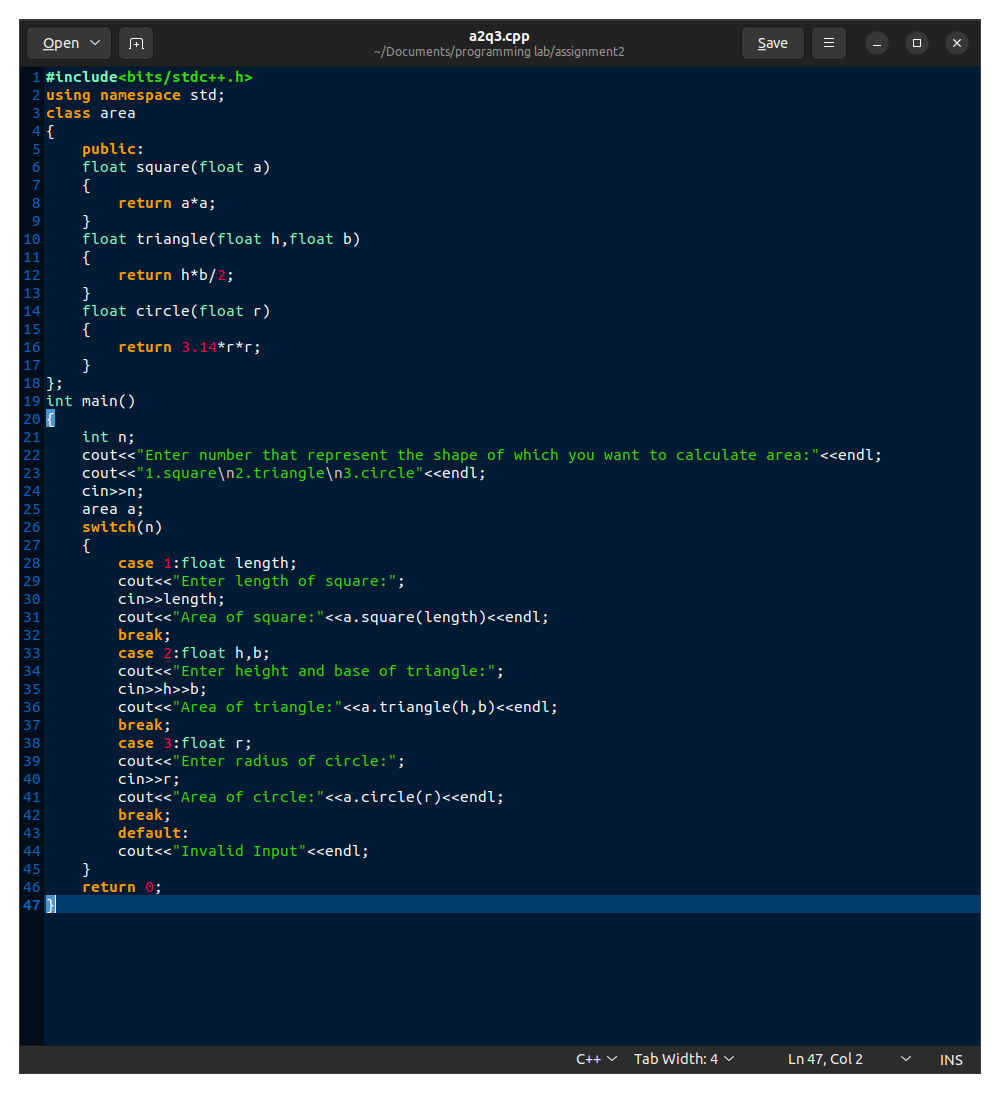 Open
a2q3.cpp
~/Documents/programming lab/assignment2
Save
1 #include<bits/stdc++.h>
2 using namespace std;
3 class area
4 {
5     public:
6     float square(float a)
7     {
8         return a*a;
9     }
10     float triangle(float h,float b)
11     {
12         return h*b/2;
13     }
14     float circle(float r)
15     {
16         return 3.14*r*r;
17     }
18 };
19 int main()
20 {
21     int n;
22     cout<<"Enter number that represent the shape of which you want to calculate area:"<<endl;
23     cout<<"1.square\n2.triangle\n3.circle"<<endl;
24     cin>>n;
25     area a;
26     switch(n)
27     {
28         case 1:float length;
29         cout<<"Enter length of square:";
30         cin>>length;
31         cout<<"Area of square:"<<a.square(length)<<endl;
32         break;
33         case 2:float h,b;
34         cout<<"Enter height and base of triangle:";
35         cin>>h>>b;
36         cout<<"Area of triangle:"<<a.triangle(h,b)<<endl;
37         break;
38         case 3:float r;
39         cout<<"Enter radius of circle:";
40         cin>>r;
41         cout<<"Area of circle:"<<a.circle(r)<<endl;
42         break;
43         default:
44         cout<<"Invalid Input"<<endl;
45     }
46     return 0;
47 }
C++ Tab Width: 4 Ln 47, Col 2 INS